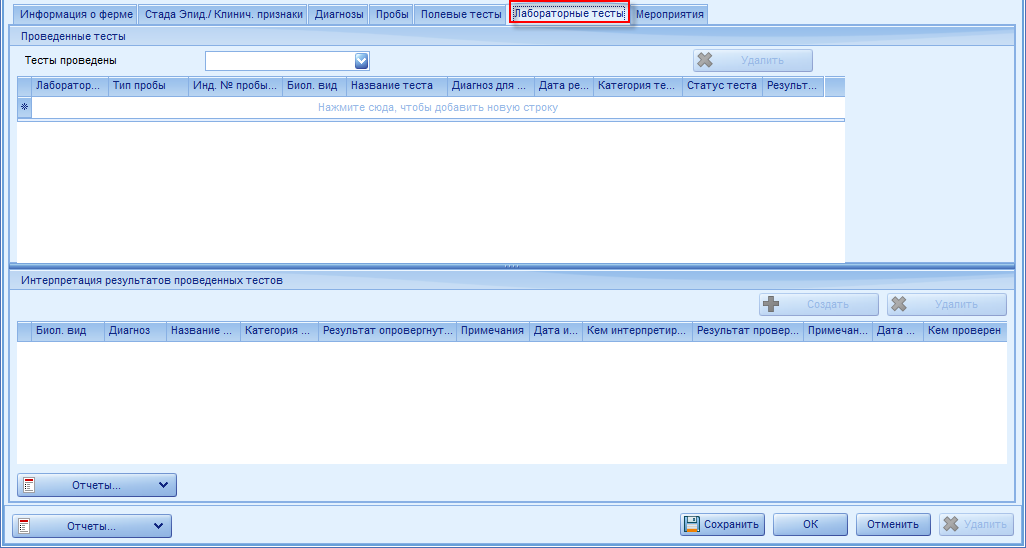 Информация о ферме Стада Эпид./ Клинич. признаки Диагнозы Пробы Полевые тесты Лабораторные тесты Мероприятия
Проведенные тесты
Тесты проведены Удалить
Лаборатор... Тип пробы Инд. № пробы... Биол. вид Название теста Диагноз для ... Дата ре... Категория те... Статус теста Результ...
Нажмите сюда, чтобы добавить новую строку
Интерпретация результатов проведенных тестов
Создать Удалить
Биол. вид Диагноз Название ... Категория ... Результат опровергнут... Примечания Дата и... Кем интерпретир... Результат провер... Примечан... Дата ... Кем проверен
Отчеты...
Отчеты... Сохранить ОК Отменить Удалить